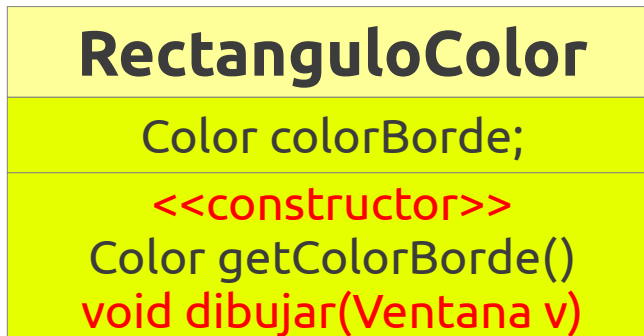 RectanguloColor
Color colorBorde;
<<constructor>>
Color getColorBorde()
void dibujar(Ventana v)